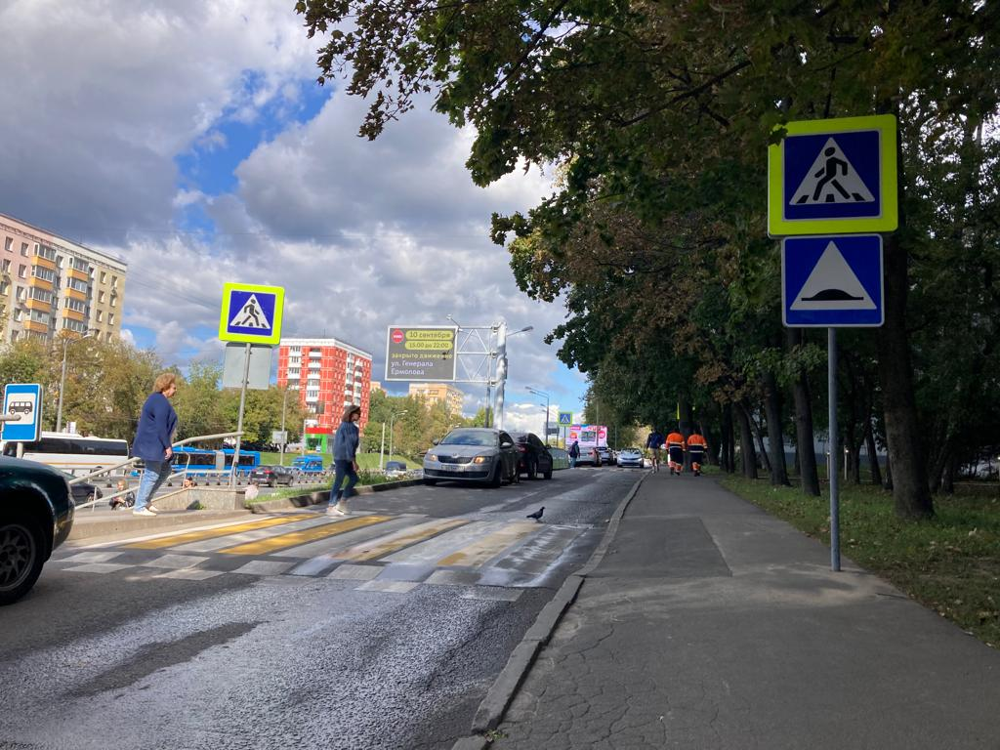 10 сентября
15:00 до 22:00
закрыто движение
ул. Генерала
Ермолова